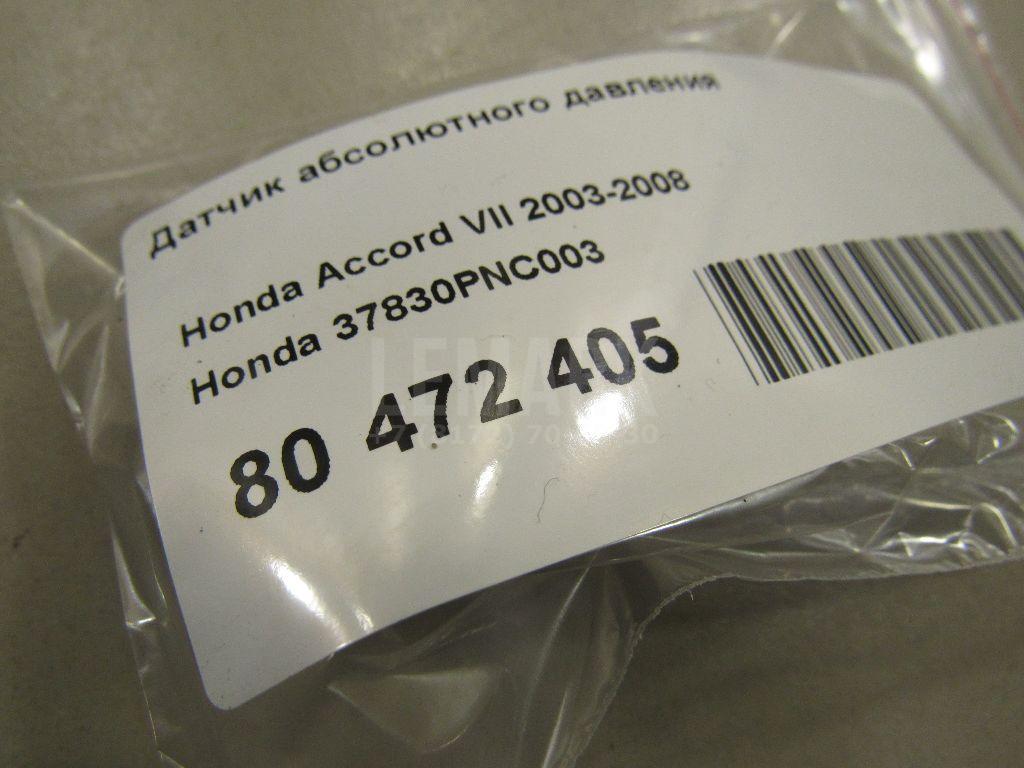 Датчик абсолютного давления
Honda Accord VII 2003-2008
Honda 37830PNC003
80 472 405